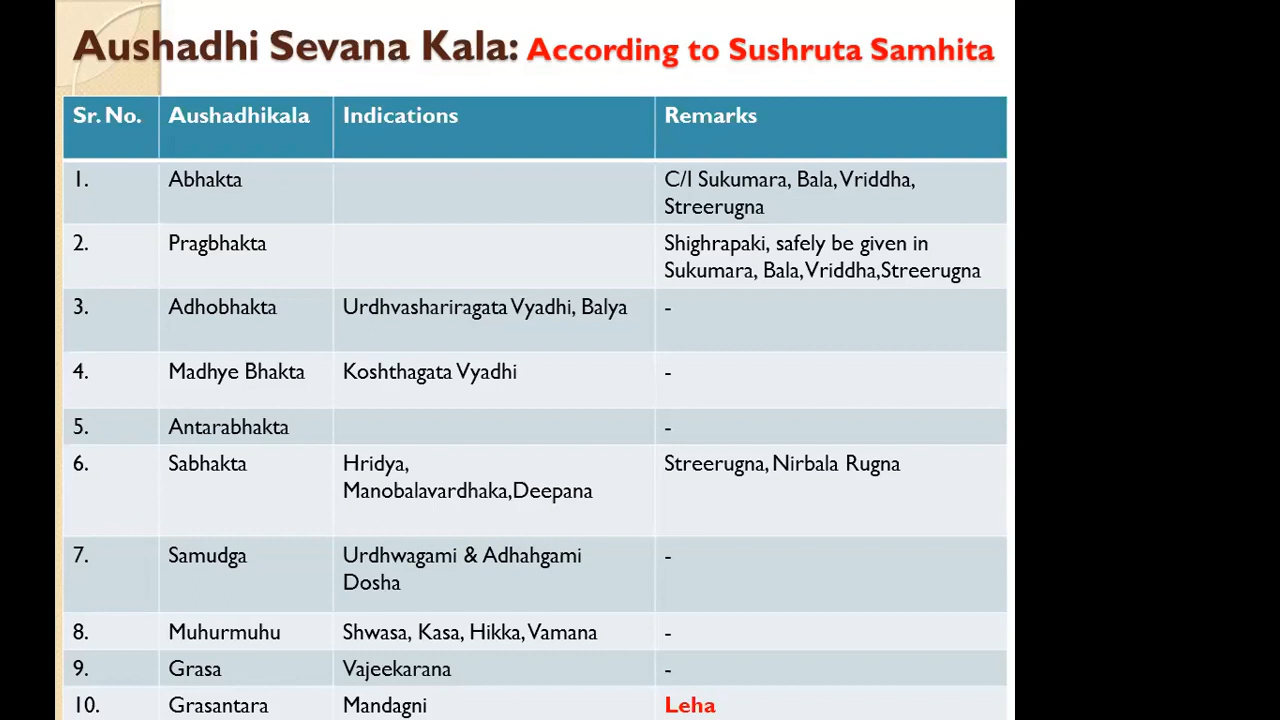 Aushadhi Sevana Kala: According to Sushruta Samhita
Sr. No. Aushadhikala Indications Remarks
1. Abhakta C/I Sukumara, Bala, Vriddha,
Streerugna
2. Pragbhakta Shighrapaki, safely be given in
Sukumara, Bala, Vriddha,Streerugna
3. Adhobhakta Urdhvashariragata Vyadhi, Balya -
4. Madhye Bhakta Koshthagata Vyadhi -
5. Antarabhakta -
6. Sabhakta Hridya, Streerugna, Nirbala Rugna
Manobalavardhaka,Deepana
7. Samudga Urdhwagami & Adhahgami -
Dosha
8. Muhurmuhu Shwasa, Kasa, Hikka, Vamana -
9. Grasa Vajeekarana -
10. Grasantara Mandagni Leha